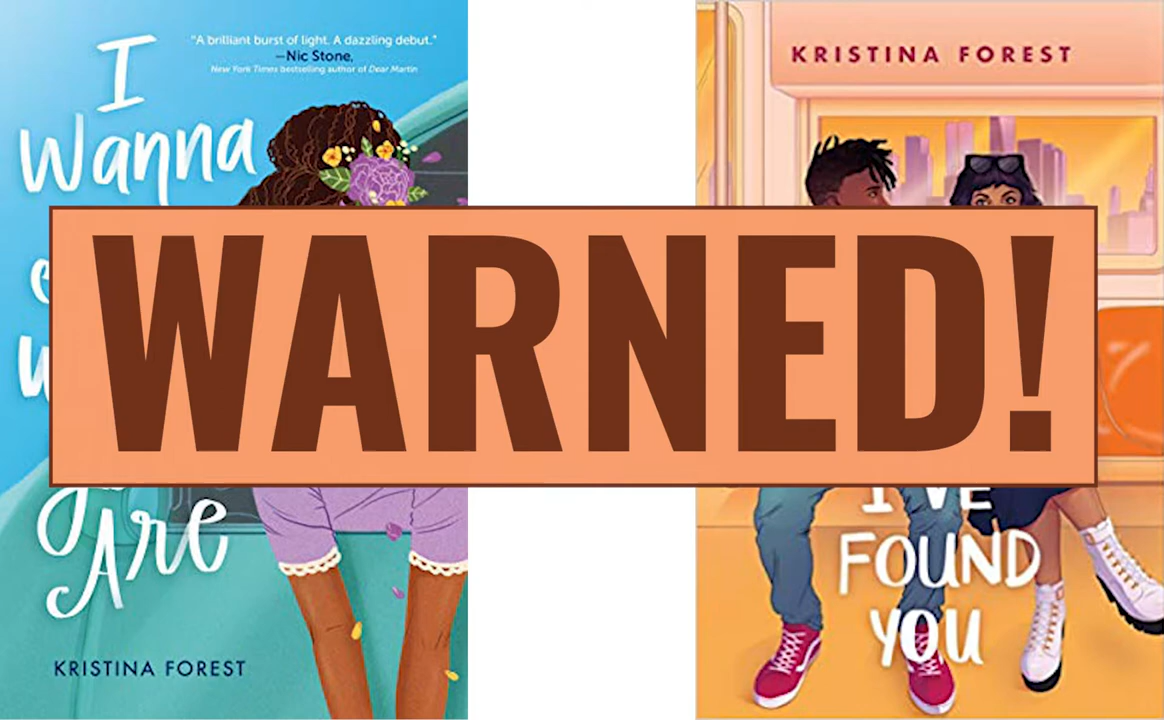 I
Wanna
Are
KRISTINA FOREST
"A brilliant burst of light. A dazzling debut."
—Nic Stone,
New York Times bestselling author of Dear Martin
WARNED!
KRISTINA FOREST
I'VE
FOUND
YOU